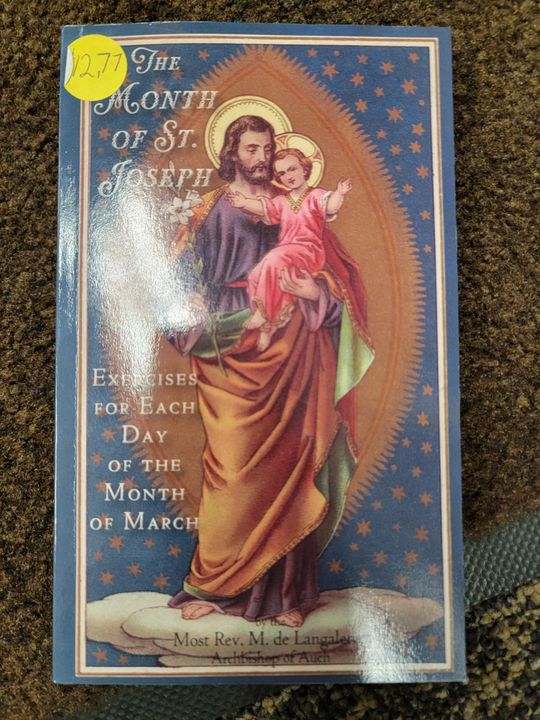 12,77
The
Month
of St.
Joseph
Exercises
for Each
Day
of the
Month
of March
by the
Most Rev. M. de
Archbishop of Auch